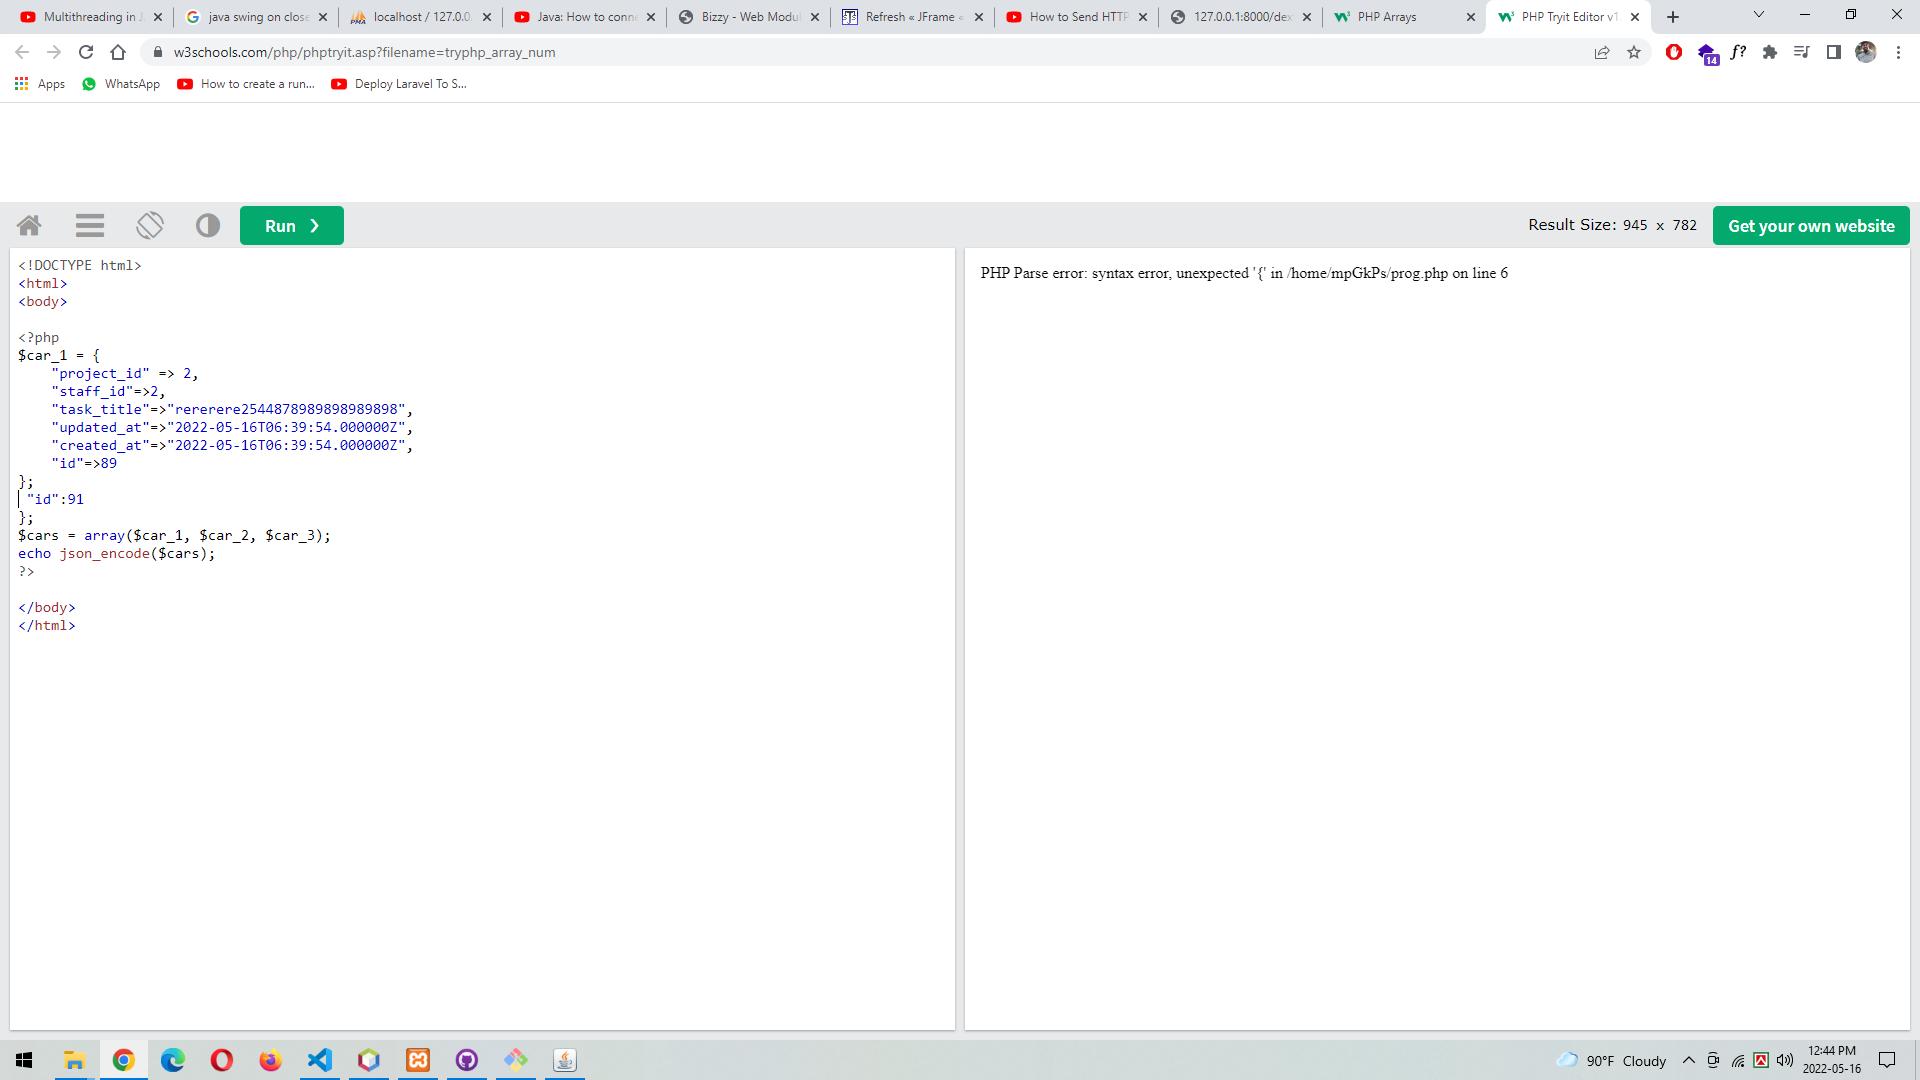 Multithreading in J
java swing on close
localhost / 127.0.0.
Java: How to conne
Bizzy - Web Modul
Refresh « JFrame «
How to Send HTTP
127.0.0.1:8000/dex
PHP Arrays
PHP Tryit Editor v1.
w3schools.com/php/phptryit.asp?filename=tryphp_array_num
14
f?
Apps
WhatsApp
How to create a run...
Deploy Laravel To S...
Run ❯
Result Size: 945 x 782
Get your own website
<!DOCTYPE html>
<html>
<body>
<?php
$car_1 = {
"project_id" => 2,
"staff_id"=>2,
"task_title"=>"rererere2544878989898989898",
"updated_at"=>"2022-05-16T06:39:54.000000Z",
"created_at"=>"2022-05-16T06:39:54.000000Z",
"id"=>89
};
"id":91
};
$cars = array($car_1, $car_2, $car_3);
echo json_encode($cars);
?>
</body>
</html>
PHP Parse error: syntax error, unexpected '{' in /home/mpGkPs/prog.php on line 6
90°F Cloudy
12:44 PM
2022-05-16